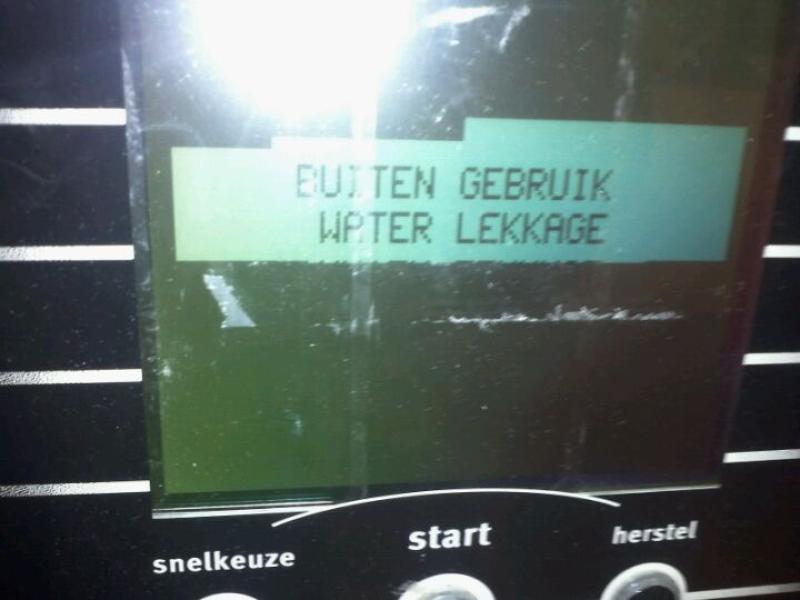 BUITEN GEBRUIK
WATER LEKKAGE
snelkeuze
start
herstel